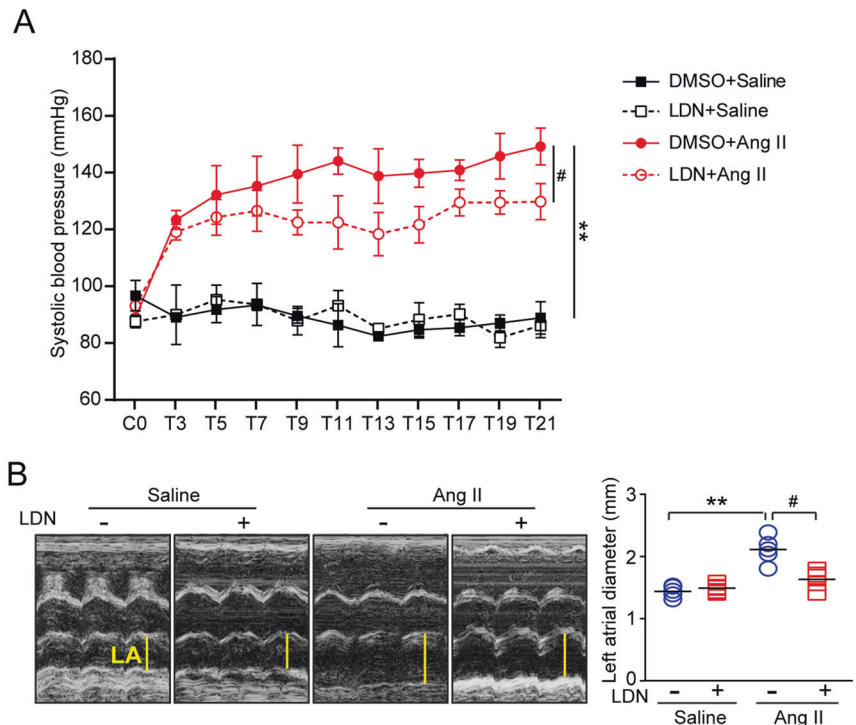 A
Systolic blood pressure (mmHg)
180
160
140
120
100
80
60
C0 T3 T5 T7 T9 T11 T13 T15 T17 T19 T21
#
**
DMSO+Saline
LDN+Saline
DMSO+Ang II
LDN+Ang II
B
Saline Ang II
LDN - + - +
LA
Left atrial diameter (mm)
3
2
1
0
** #
LDN - + - +
Saline Ang II